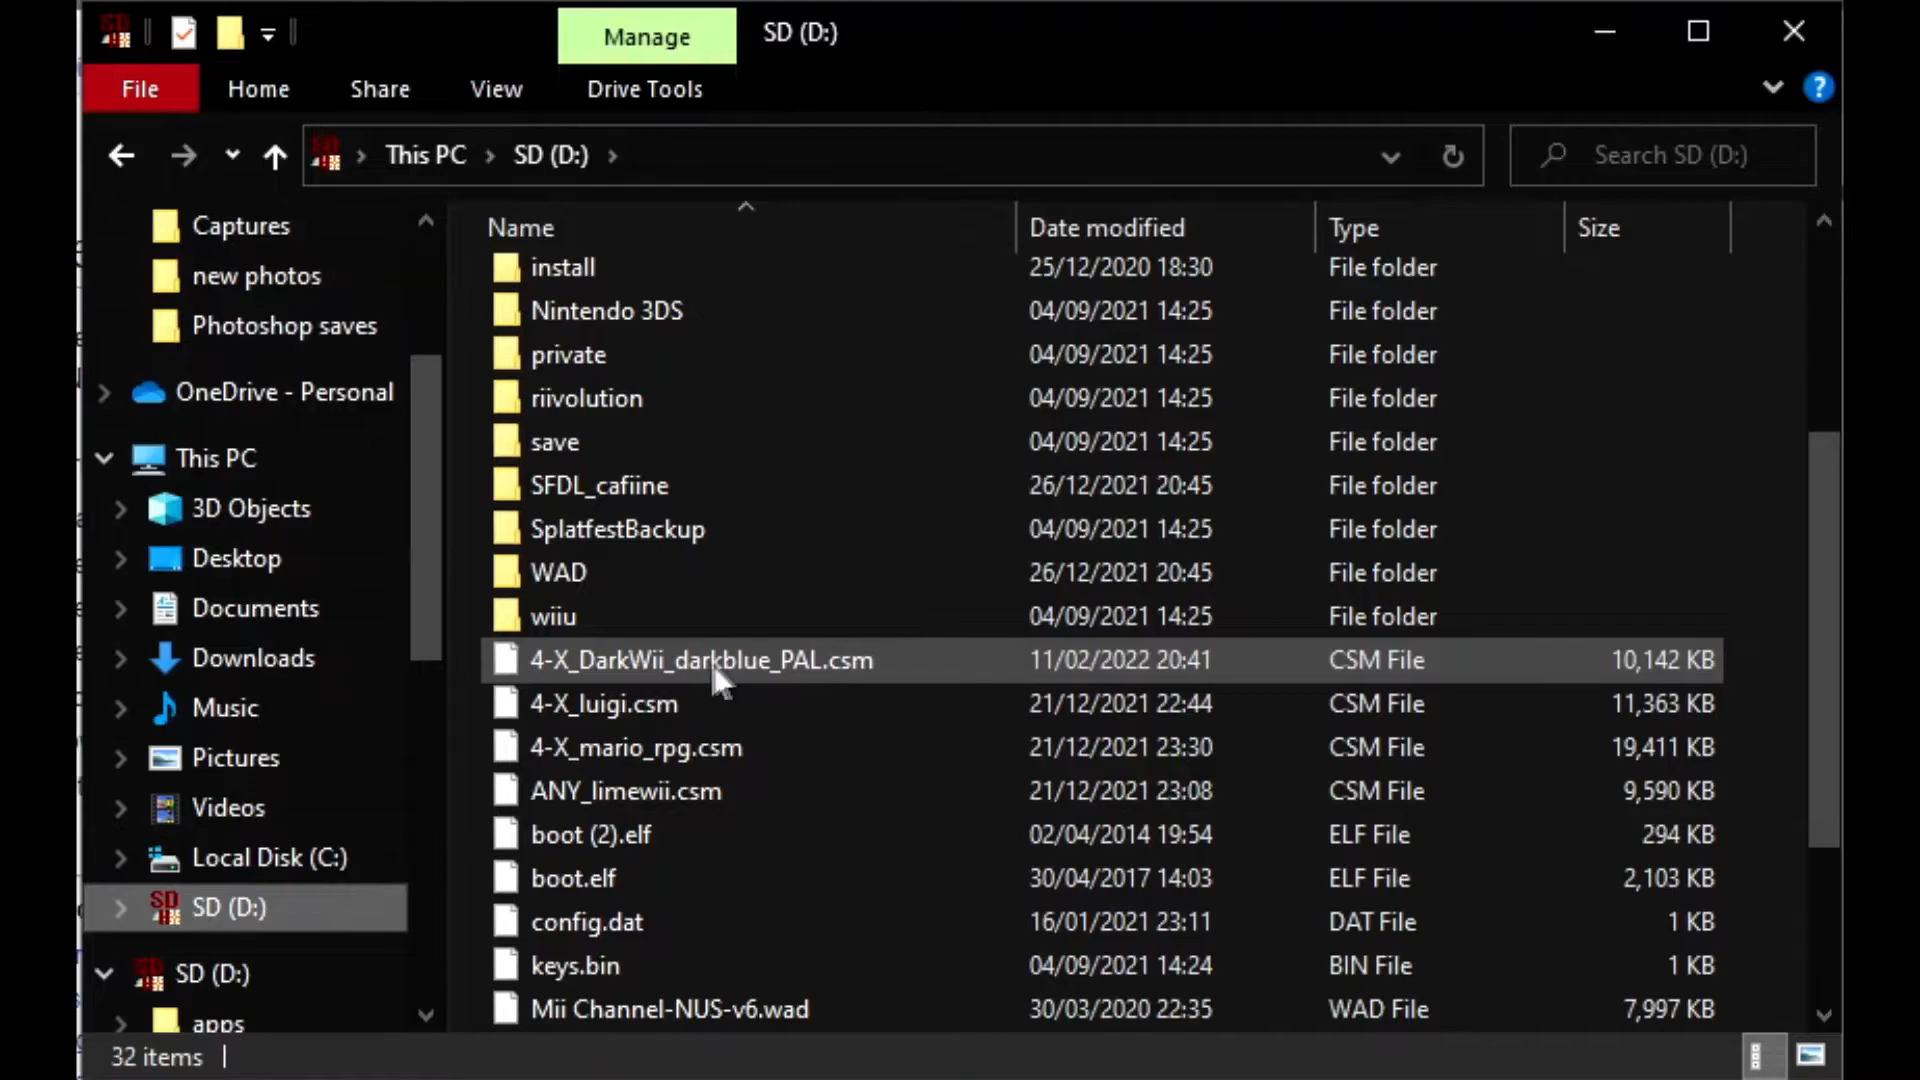 Manage
SD (D:)
File
Home
Share
View
Drive Tools
This PC
SD (D:)
Search SD (D:)
Captures
new photos
Photoshop saves
OneDrive - Personal
This PC
3D Objects
Desktop
Documents
Downloads
Music
Pictures
Videos
Local Disk (C:)
SD (D:)
SD (D:)
apps
Name Date modified Type Size
install 25/12/2020 18:30 File folder
Nintendo 3DS 04/09/2021 14:25 File folder
private 04/09/2021 14:25 File folder
riivolution 04/09/2021 14:25 File folder
save 04/09/2021 14:25 File folder
SFDL_cafiine 26/12/2021 20:45 File folder
SplatfestBackup 04/09/2021 14:25 File folder
WAD 26/12/2021 20:45 File folder
wiiu 04/09/2021 14:25 File folder
4-X_DarkWii_darkblue_PAL.csm 11/02/2022 20:41 CSM File 10,142 KB
4-X_luigi.csm 21/12/2021 22:44 CSM File 11,363 KB
4-X_mario_rpg.csm 21/12/2021 23:30 CSM File 19,411 KB
ANY_limewii.csm 21/12/2021 23:08 CSM File 9,590 KB
boot (2).elf 02/04/2014 19:54 ELF File 294 KB
boot.elf 30/04/2017 14:03 ELF File 2,103 KB
config.dat 16/01/2021 23:11 DAT File 1 KB
keys.bin 04/09/2021 14:24 BIN File 1 KB
Mii Channel-NUS-v6.wad 30/03/2020 22:35 WAD File 7,997 KB
32 items